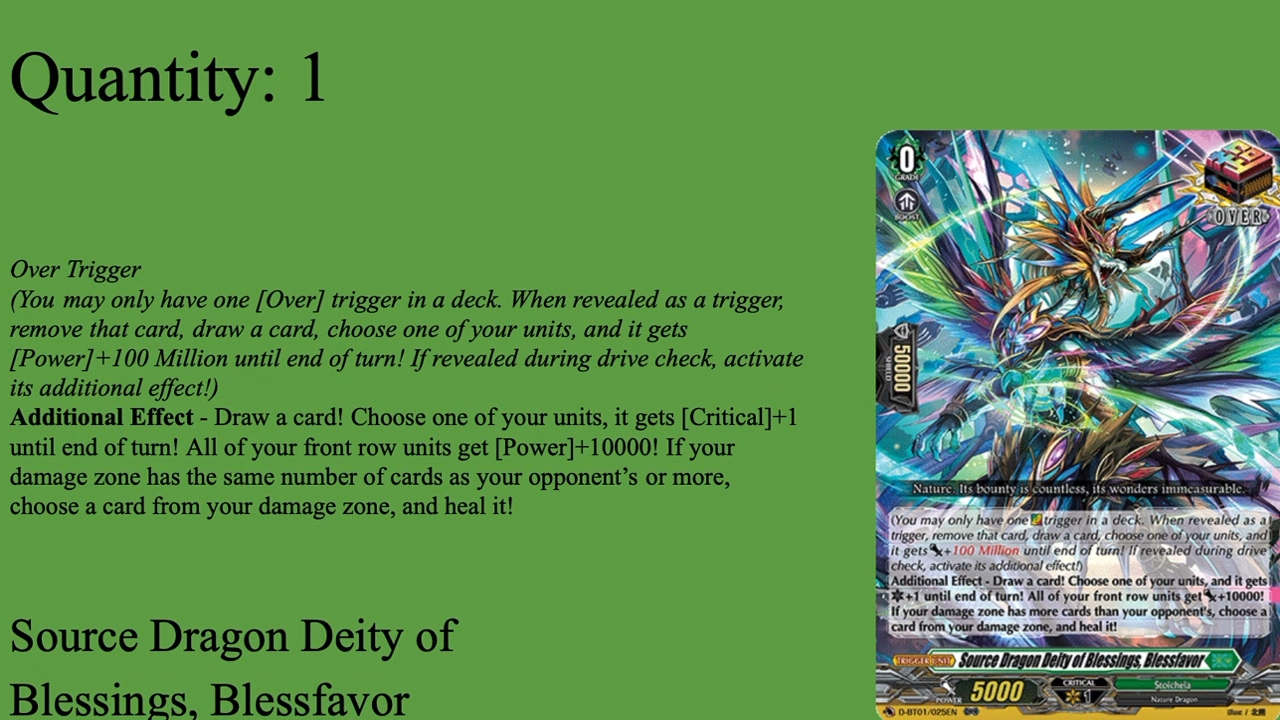 Quantity: 1
Over Trigger
(You may only have one [Over] trigger in a deck. When revealed as a trigger,
remove that card, draw a card, choose one of your units, and it gets
[Power]+100 Million until end of turn! If revealed during drive check, activate
its additional effect!)
Additional Effect - Draw a card! Choose one of your units, it gets [Critical]+1
until end of turn! All of your front row units get [Power]+10000! If your
damage zone has the same number of cards as your opponent’s or more,
choose a card from your damage zone, and heal it!
Source Dragon Deity of
Blessings, Blessfavor
0
GRADE
BOOST
OVER
50000
SHIELD
Nature. Its bounty is countless, its wonders immeasurable.
(You may only have one trigger in a deck. When revealed as a
trigger, remove that card, draw a card, choose one of your units, and
it gets +100 Million until end of turn! If revealed during drive
check, activate its additional effect!)
Additional Effect - Draw a card! Choose one of your units, and it gets
+1 until end of turn! All of your front row units get +10000!
If your damage zone has more cards than your opponent's, choose a
card from your damage zone, and heal it!
TRIGGER UNIT Source Dragon Deity of Blessings, Blessfavor
POWER 5000 CRITICAL 1 Stoicheia
Nature Dragon
D-BT01/025EN